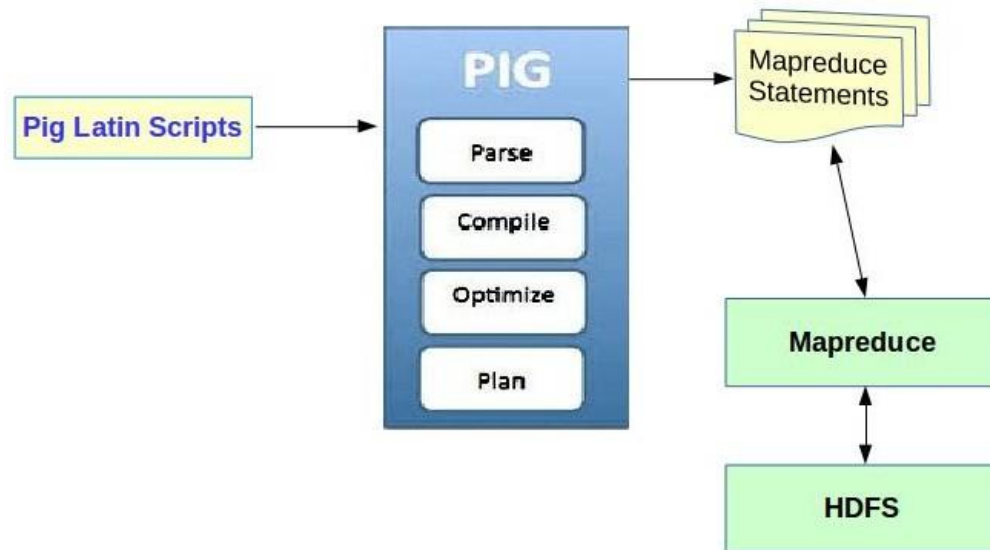 Pig Latin Scripts
PIG
Parse
Compile
Optimize
Plan
Mapreduce
Statements
Mapreduce
HDFS